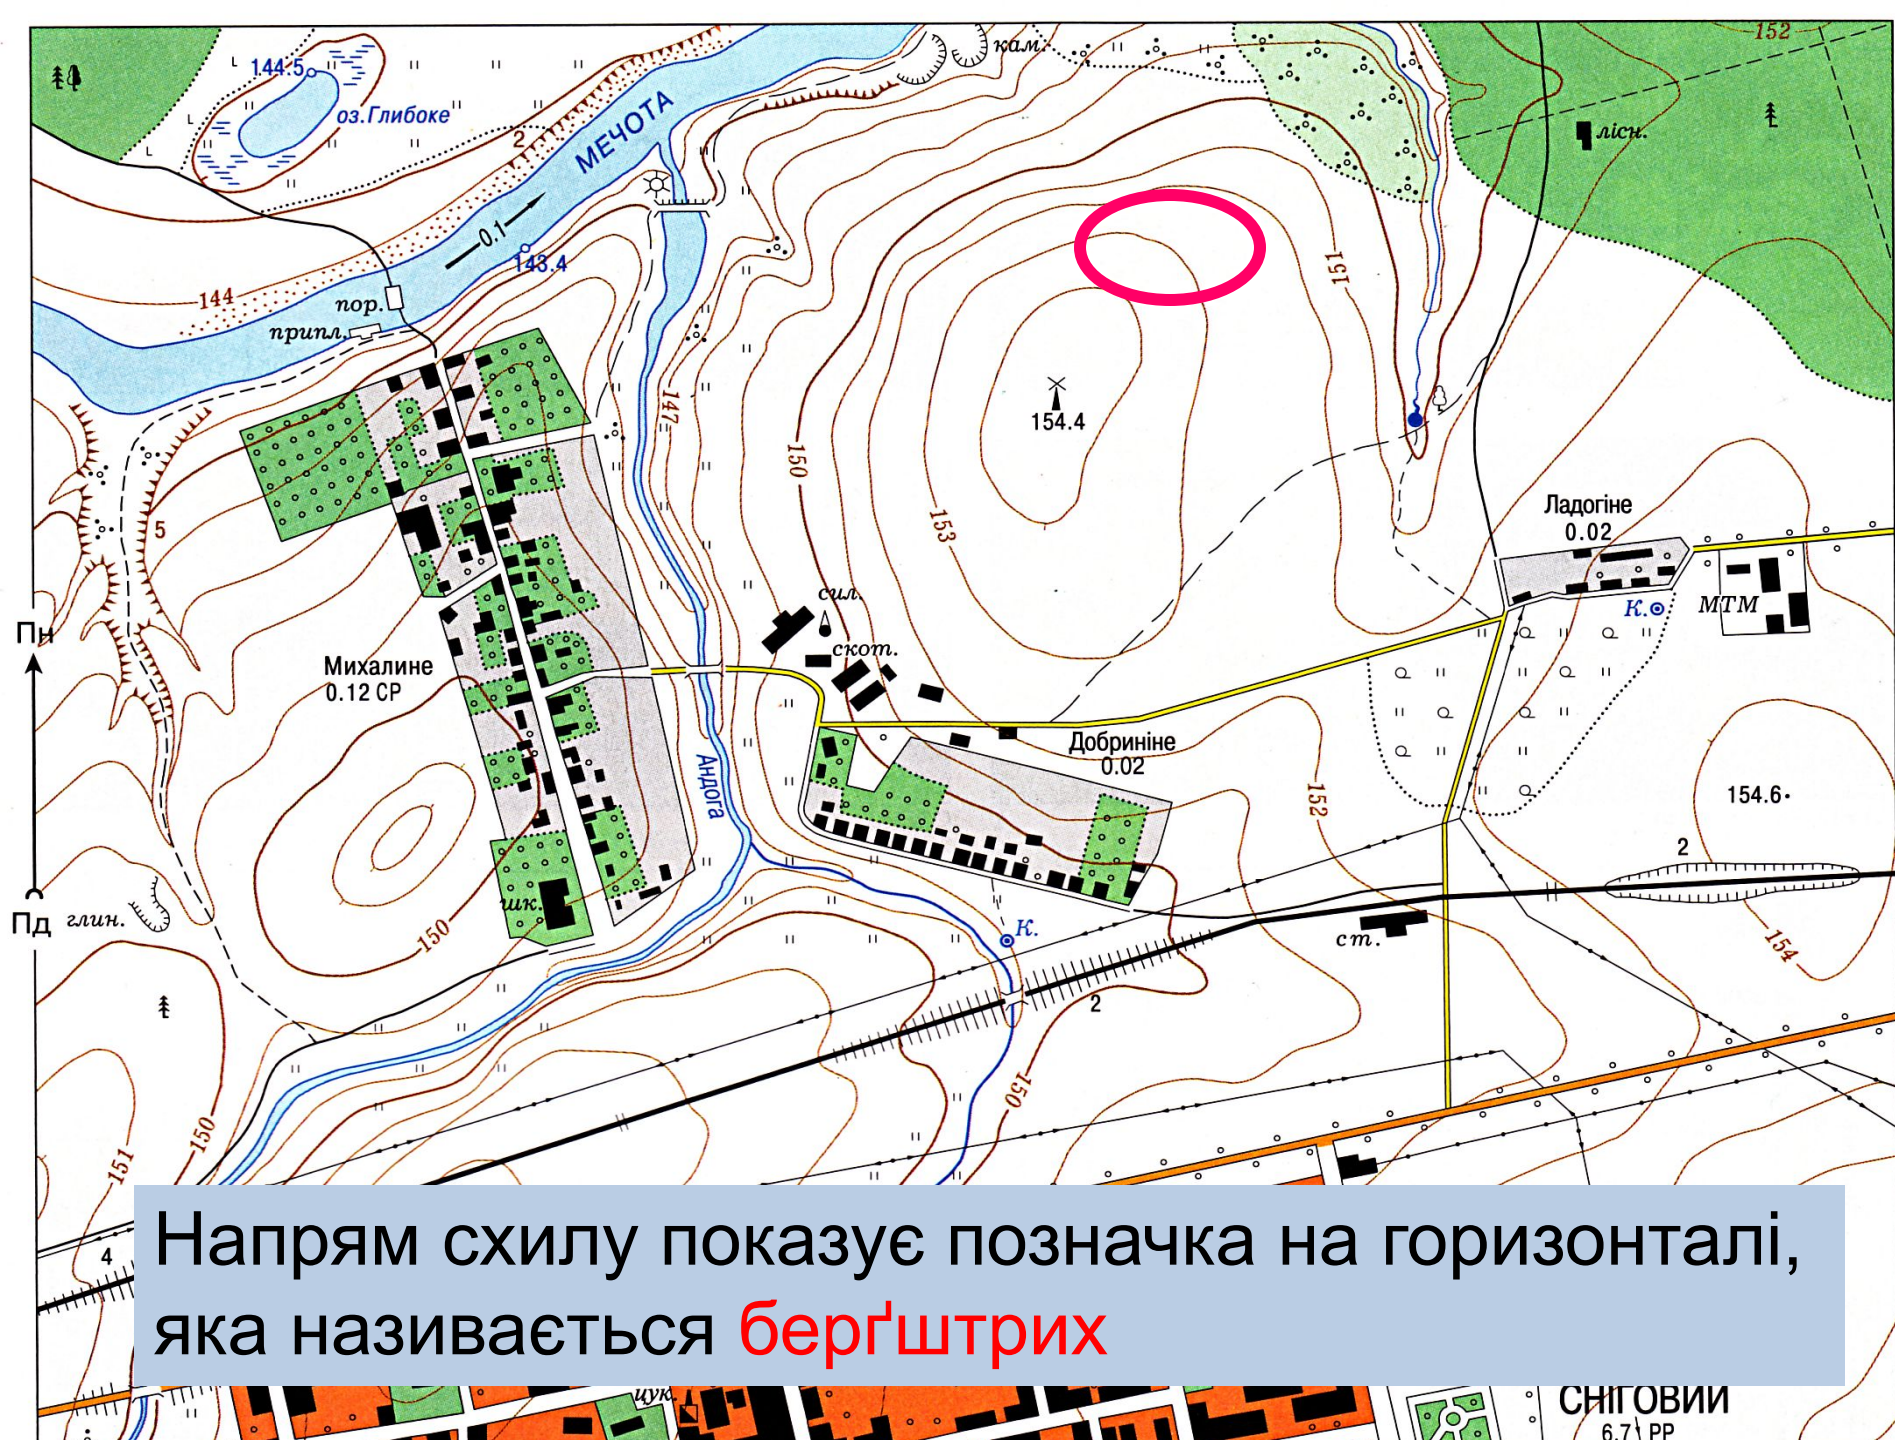 152
кам.
144.5
оз.Глибоке
2
МЕЧОТА
лісн.
0.1
143.4
151
144
пор.
припл.
147
154.4
150
153
5
Ладогіне
0.02
К.
МТМ
сил.
скот.
Пн
Михалине
0.12 СР
Андога
Добриніне
0.02
152
154.6
2
шк.
150
Пд
глин.
К.
ст.
154
2
150
150
151
4
Напрям схилу показує позначка на горизонталі,
яка називається берґштрих
цук.
СНІГОВИЙ
6.71 РР